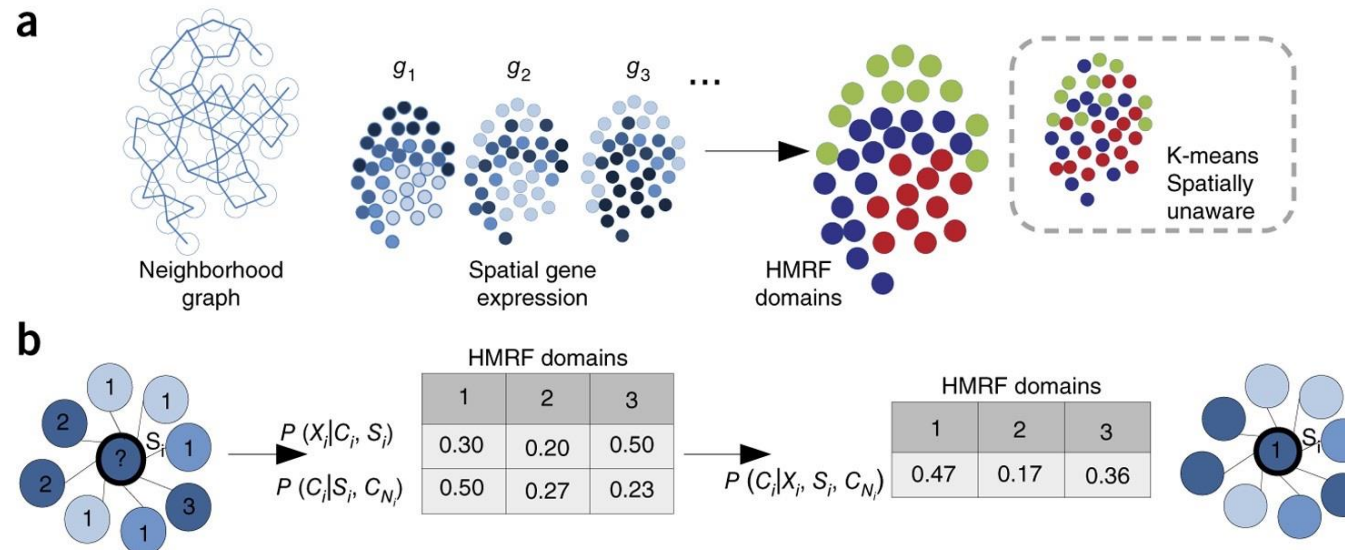 a
g1 g2 g3 ...
Neighborhood
graph
Spatial gene
expression
HMRF
domains
K-means
Spatially
unaware
b
1
1
2
Si
1
?
2
3
1
1
HMRF domains
1 2 3
P (Xi|Ci, Si) 0.30 0.20 0.50
P (Ci|Si, CNi) 0.50 0.27 0.23
HMRF domains
1 2 3
P (Ci|Xi, Si, CNi) 0.47 0.17 0.36
Si
1